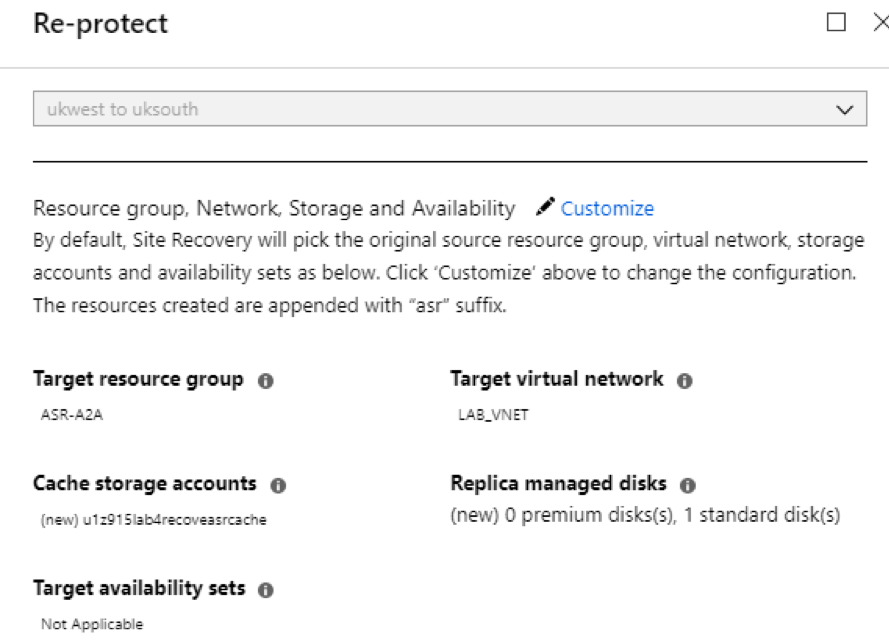 Re-protect
ukwest to uksouth
Resource group, Network, Storage and Availability Customize
By default, Site Recovery will pick the original source resource group, virtual network, storage
accounts and availability sets as below. Click ‘Customize’ above to change the configuration.
The resources created are appended with “asr” suffix.
Target resource group
ASR-A2A
Target virtual network
LAB_VNET
Cache storage accounts
(new) u1z915lab4recoveasrcache
Replica managed disks
(new) 0 premium disks(s), 1 standard disk(s)
Target availability sets
Not Applicable